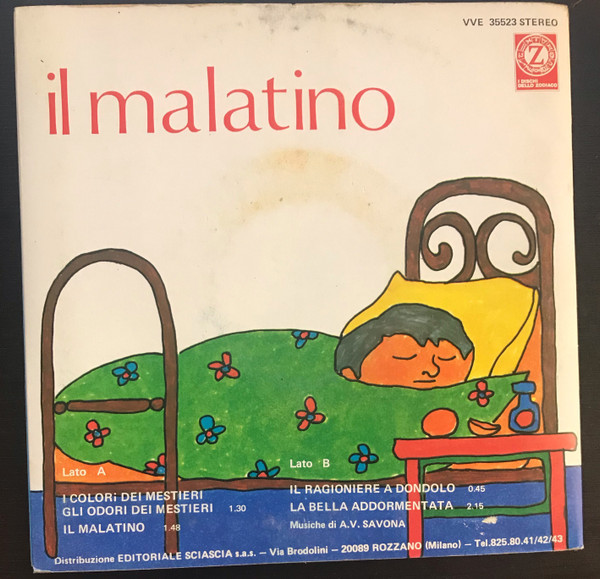 VVE 35523 STEREO
Z
I DISCHI
DELLO ZODIACO
il malatino
Lato A
I COLORi DEI MESTIERI
GLI ODORI DEI MESTIERI 1.30
IL MALATINO 1.48
Lato B
IL RAGIONIERE A DONDOLO 0.45
LA BELLA ADDORMENTATA 2.15
Musiche di A.V. SAVONA
Distribuzione EDITORIALE SCIASCIA s.a.s. — Via Brodolini — 20089 ROZZANO (Milano) — Tel.825.80.41/42/43